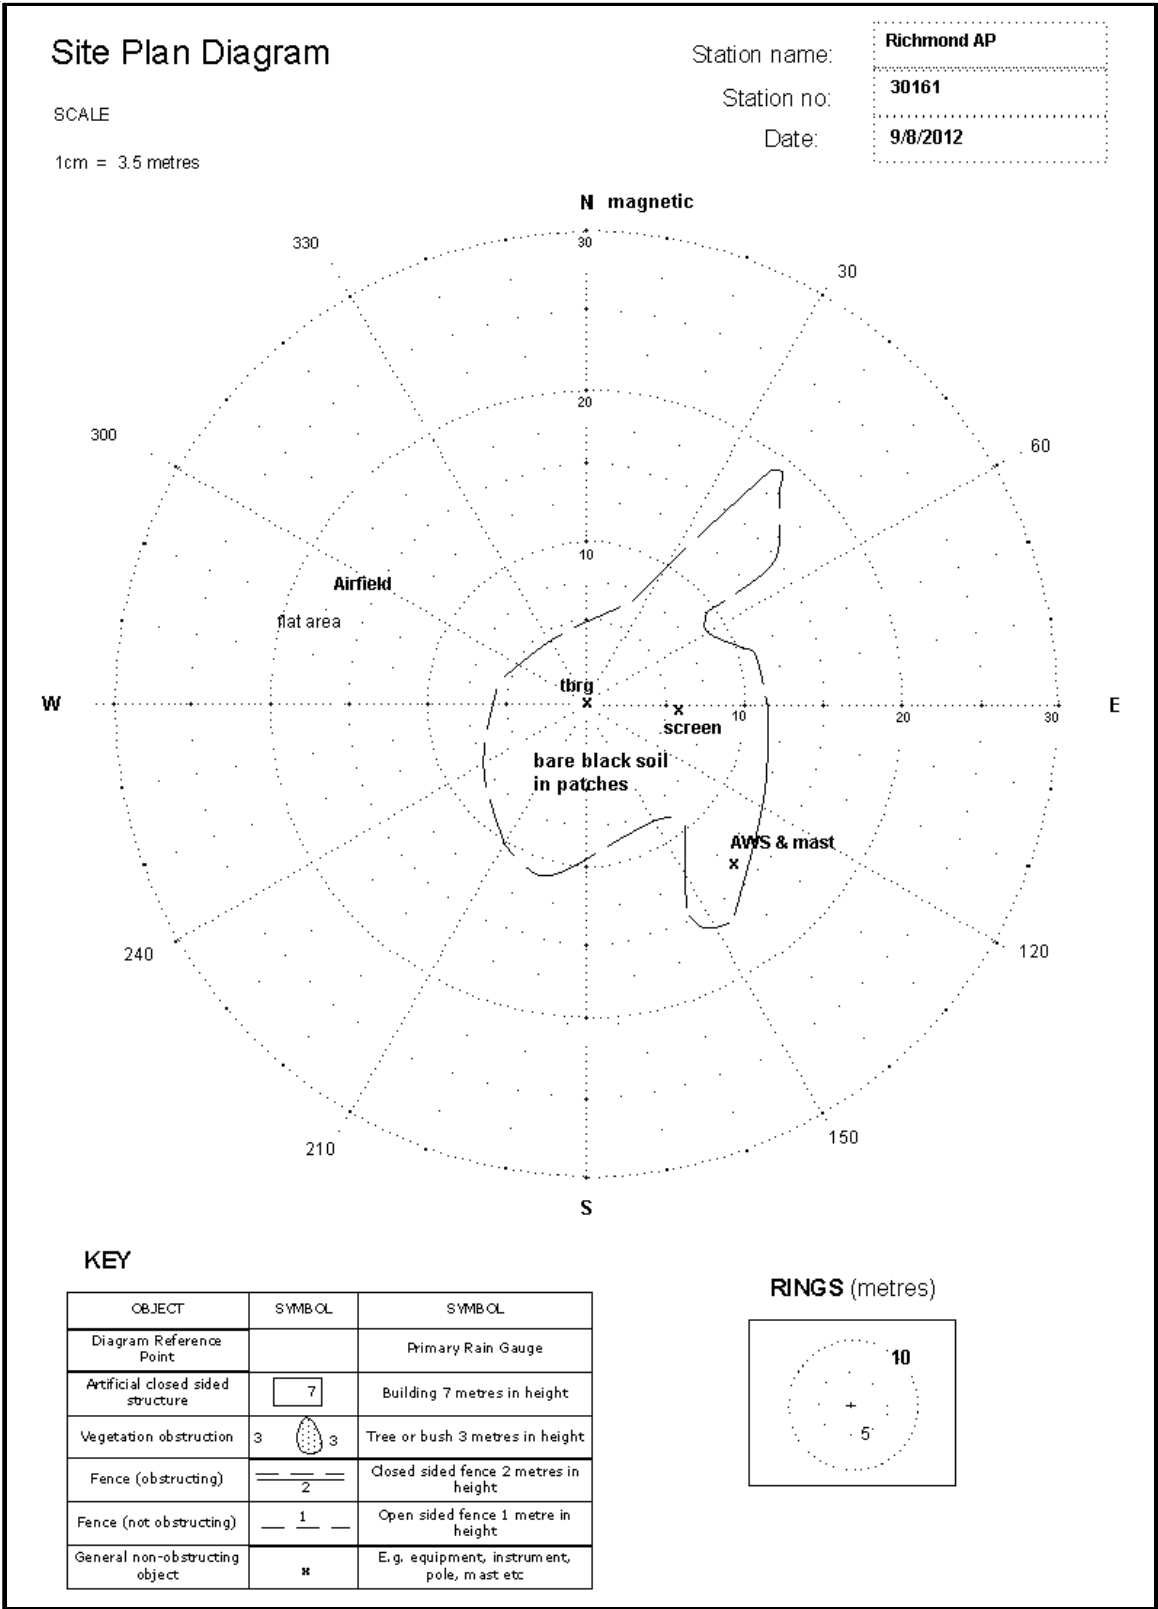 Site Plan Diagram
Station name: Richmond AP
Station no: 30161
Date: 9/8/2012
SCALE
1cm = 3.5 metres
N magnetic
330
30
30
300
20
60
10
Airfield
flat area
tbrg
W
x
x
10
20
30
E
screen
bare black soil
in patches
AWS & mast
x
240
120
210
150
S
KEY
OBJECT SYMBOL SYMBOL
Diagram Reference
Point
Primary Rain Gauge
Artificial closed sided
structure
7
Building 7 metres in height
Vegetation obstruction
3 3
Tree or bush 3 metres in height
Fence (obstructing)
2
Closed sided fence 2 metres in
height
Fence (not obstructing)
1
Open sided fence 1 metre in
height
General non-obstructing
object
x
E.g. equipment, instrument,
pole, mast etc
RINGS (metres)
10
5